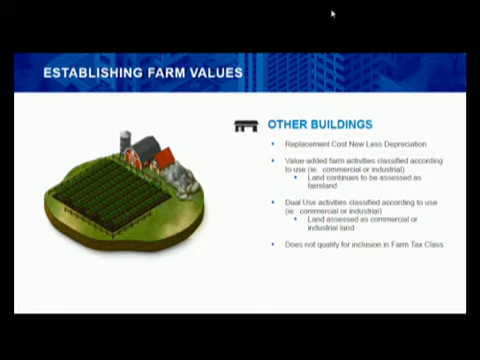 ESTABLISHING FARM VALUES
OTHER BUILDINGS
• Replacement Cost New Less Depreciation
• Value-added farm activities classified according
to use (ie: commercial or industrial)
• Land continues to be assessed as
farmland
• Dual Use activities classified according to use
(ie: commercial or industrial)
• Land assessed as commercial or
industrial land
• Does not qualify for inclusion in Farm Tax Class